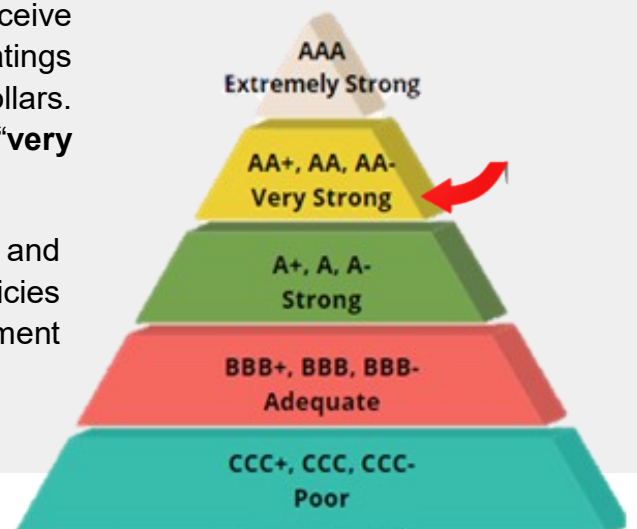 ceive
atings
ollars.
“very
and
icies
ment
AAA
Extremely Strong
AA+, AA, AA-
Very Strong
A+, A, A-
Strong
BBB+, BBB, BBB-
Adequate
CCC+, CCC, CCC-
Poor